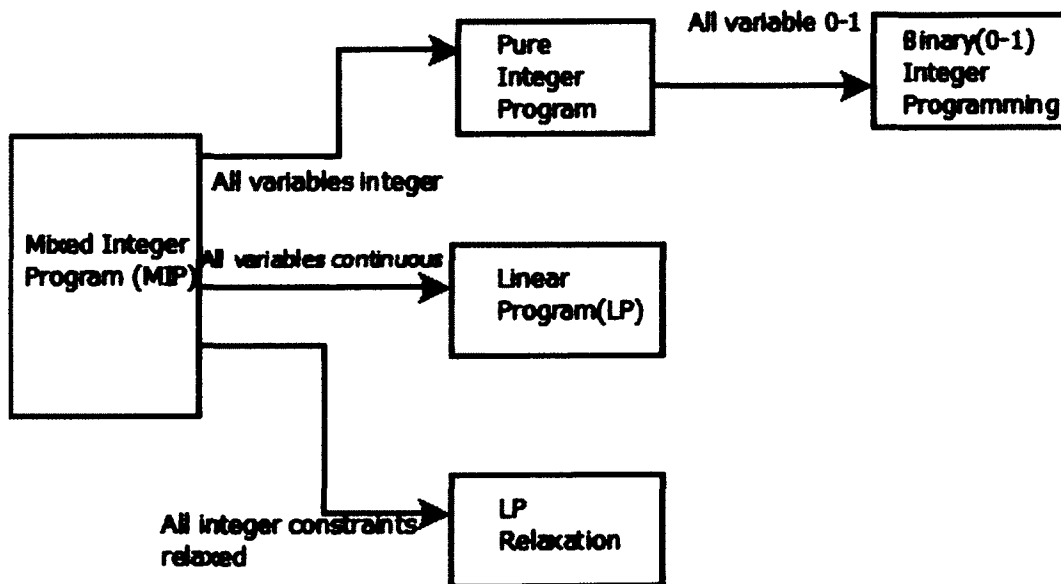 All variable 0-1
Pure
Integer
Program
Binary(0-1)
Integer
Programming
All variables integer
Mixed Integer
Program (MIP)
All variables continuous
Linear
Program(LP)
All integer constraints
relaxed
LP
Relaxation